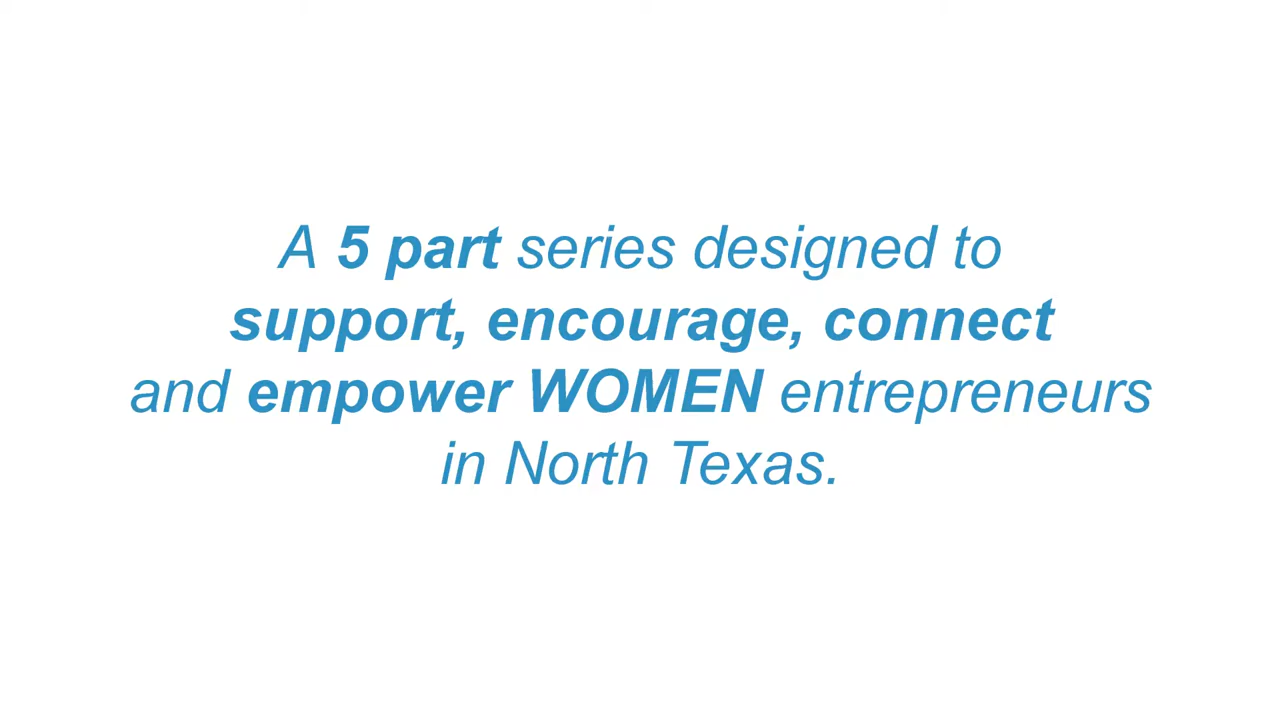 A 5 part series designed to
support, encourage, connect
and empower WOMEN entrepreneurs
in North Texas.